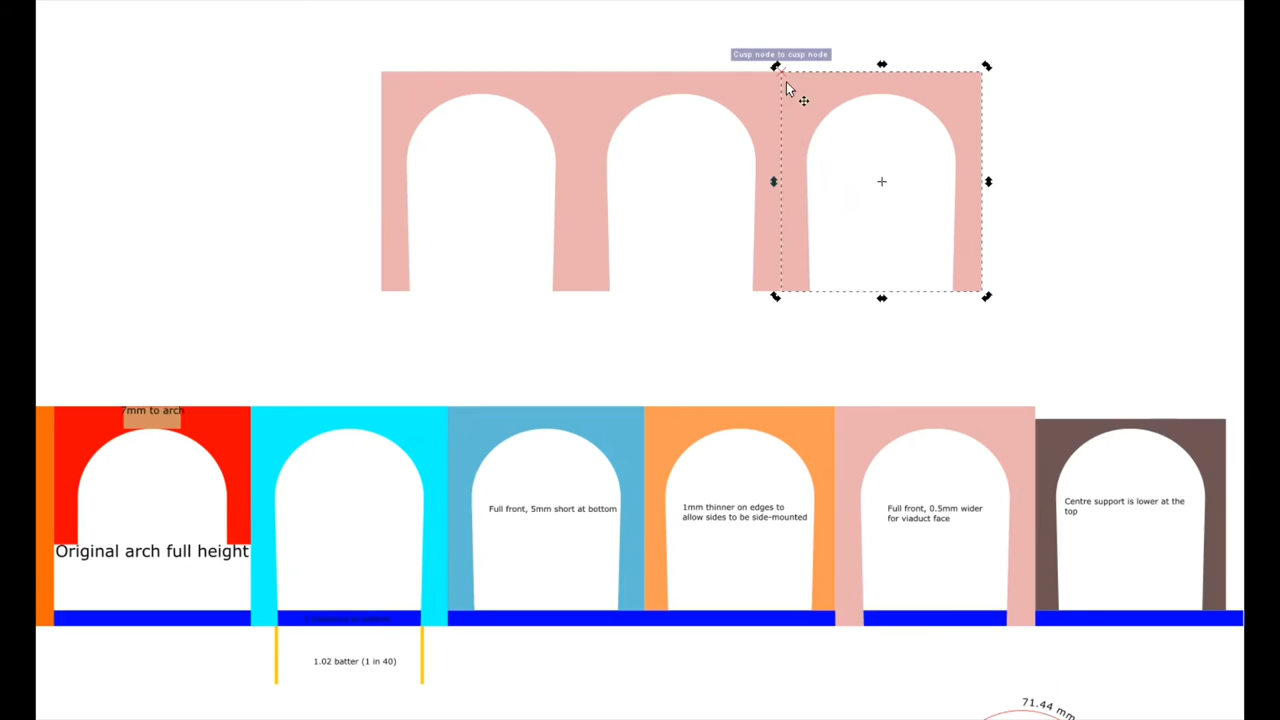 Cusp node to cusp node
7mm to arch
Original arch full height
Full front, 5mm short at bottom
1mm thinner on edges to
allow sides to be side-mounted
Full front, 0.5mm wider
for viaduct face
Centre support is lower at the
top
1.02 batter (1 in 40)
71.44 mm